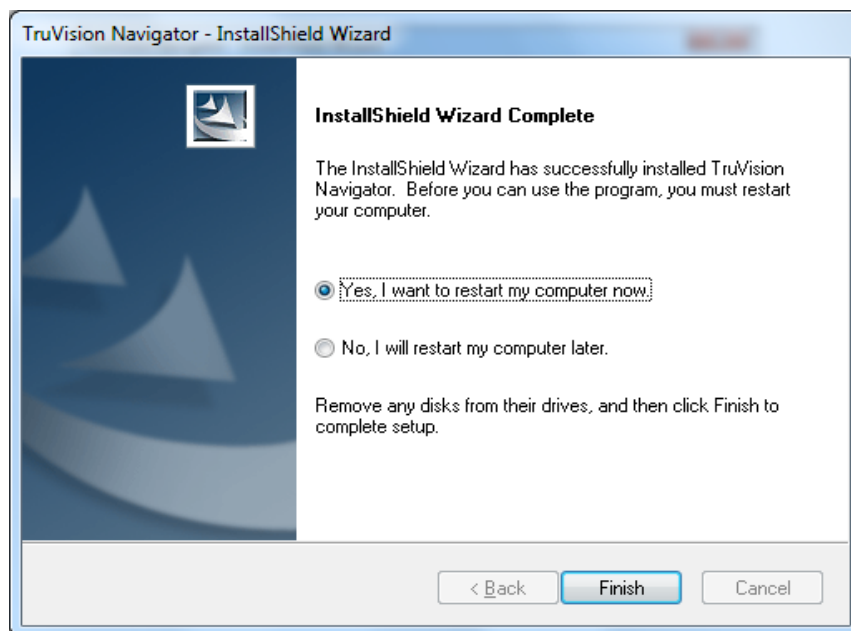 TruVision Navigator - InstallShield Wizard
InstallShield Wizard Complete
The InstallShield Wizard has successfully installed TruVision
Navigator.  Before you can use the program, you must restart
your computer.
Yes, I want to restart my computer now.
No, I will restart my computer later.
Remove any disks from their drives, and then click Finish to
complete setup.
< Back
Finish
Cancel